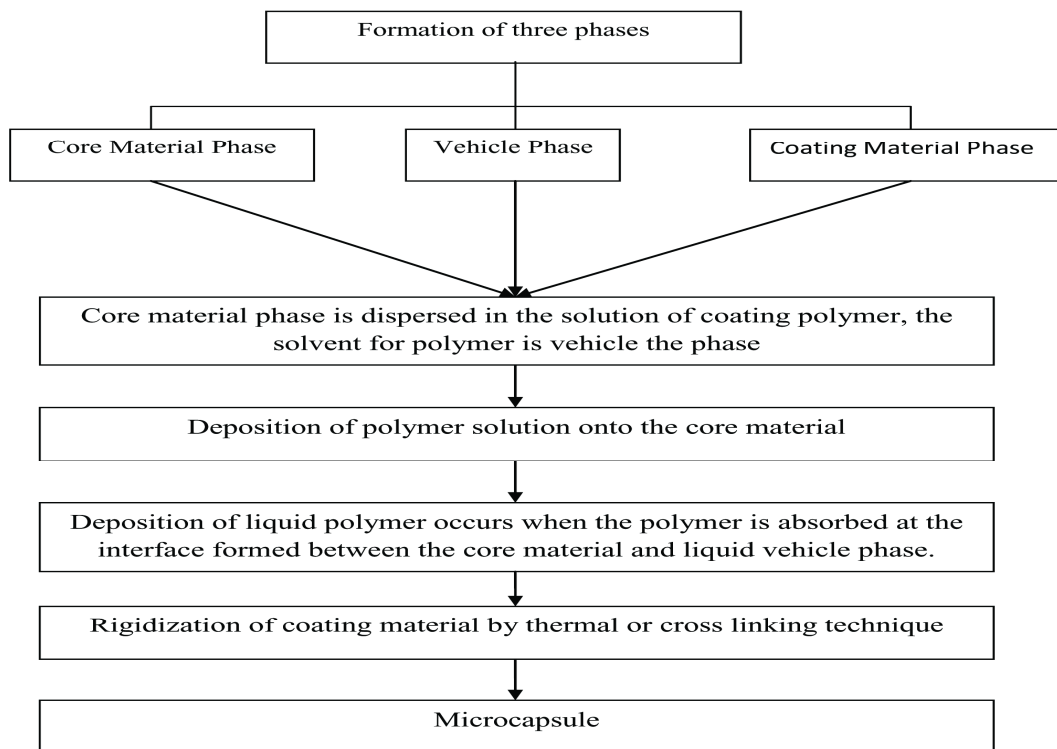 Formation of three phases
Core Material Phase
Vehicle Phase
Coating Material Phase
Core material phase is dispersed in the solution of coating polymer, the
solvent for polymer is vehicle the phase
Deposition of polymer solution onto the core material
Deposition of liquid polymer occurs when the polymer is absorbed at the
interface formed between the core material and liquid vehicle phase.
Rigidization of coating material by thermal or cross linking technique
Microcapsule